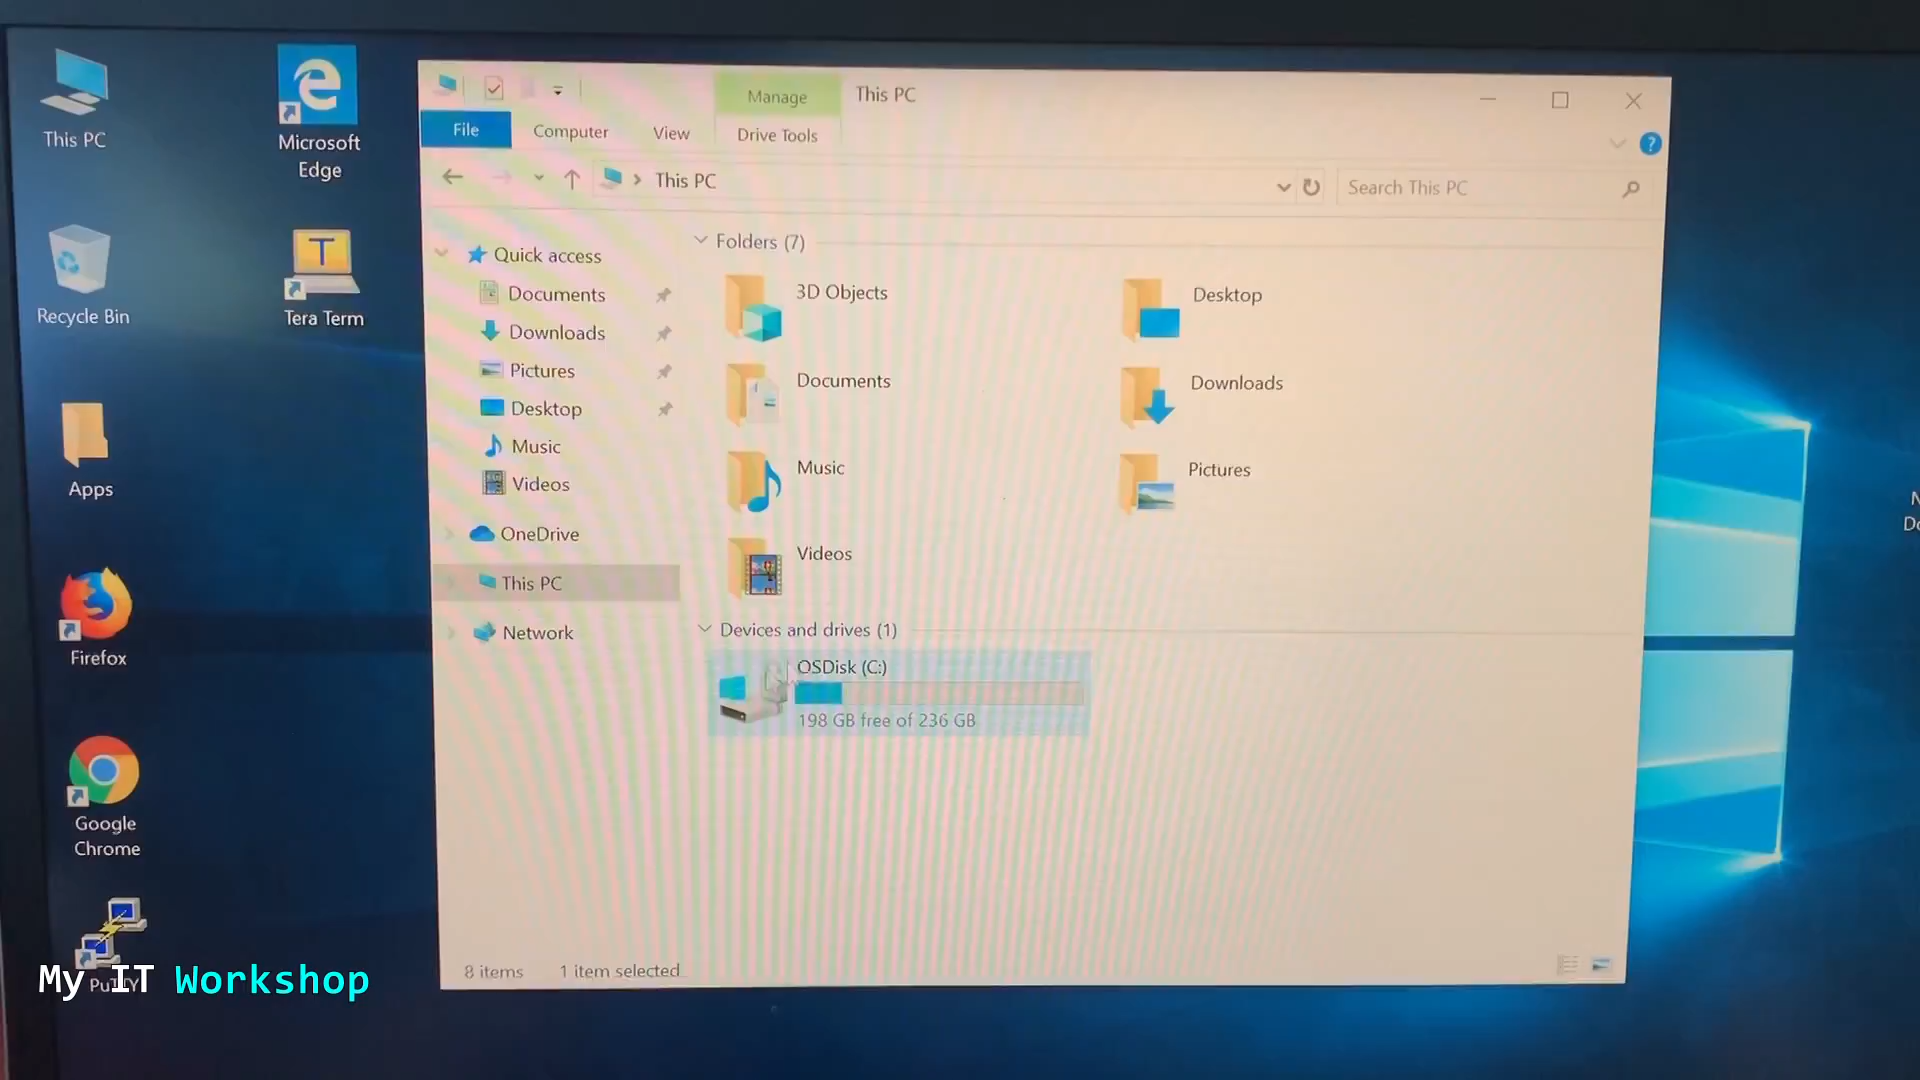 This PC
Microsoft
Edge
Recycle Bin
Tera Term
Apps
Firefox
Google
Chrome
PuTTY
My IT Workshop
Manage
This PC
File
Computer
View
Drive Tools
This PC
Search This PC
Quick access
Documents
Downloads
Pictures
Desktop
Music
Videos
OneDrive
This PC
Network
Folders (7)
3D Objects
Desktop
Documents
Downloads
Music
Pictures
Videos
Devices and drives (1)
OSDisk (C:)
198 GB free of 236 GB
8 items
1 item selected